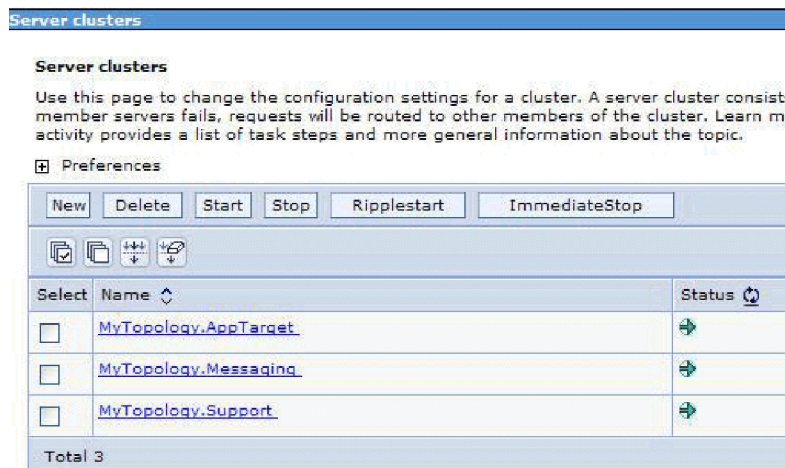 Server clusters
Server clusters
Use this page to change the configuration settings for a cluster. A server cluster consist
member servers fails, requests will be routed to other members of the cluster. Learn m
activity provides a list of task steps and more general information about the topic.
Preferences
New Delete Start Stop Ripplestart ImmediateStop
Select Name Status
MyTopology.AppTarget
MyTopology.Messaging
MyTopology.Support
Total 3